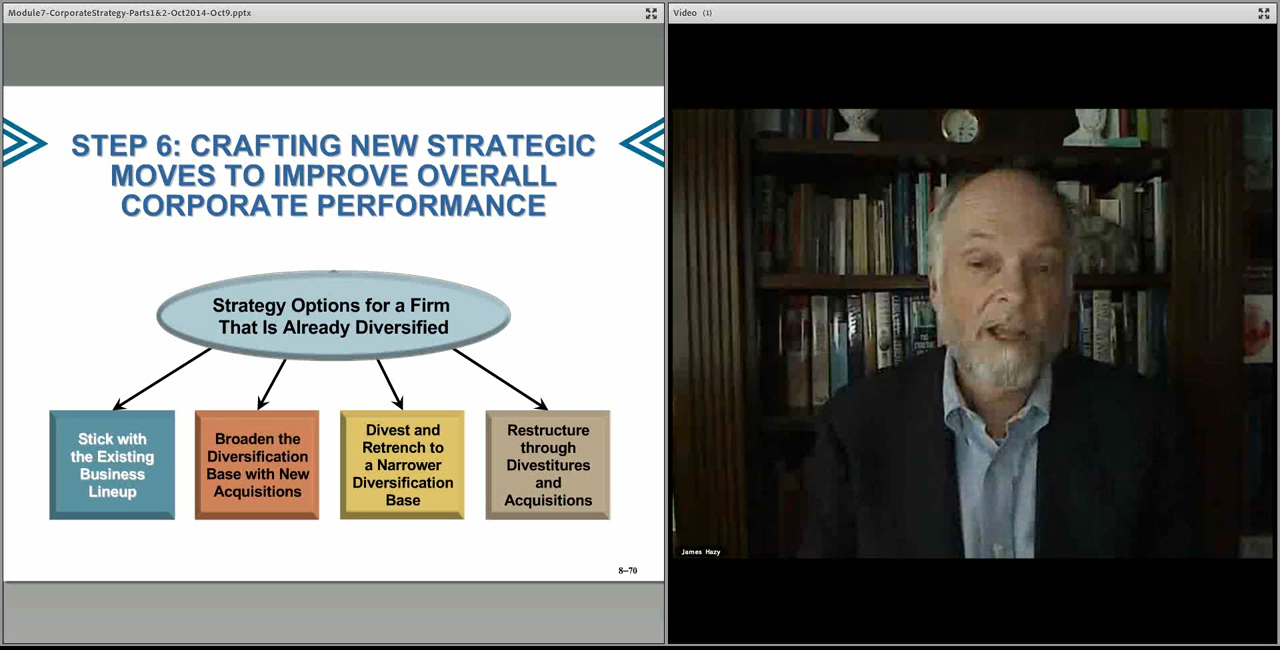 Module7-CorporateStrategy-Parts1&2-Oct2014-Oct9.pptx
Video (1)
STEP 6: CRAFTING NEW STRATEGIC
MOVES TO IMPROVE OVERALL
CORPORATE PERFORMANCE
Strategy Options for a Firm
That Is Already Diversified
Stick with
the Existing
Business
Lineup
Broaden the
Diversification
Base with New
Acquisitions
Divest and
Retrench to
a Narrower
Diversification
Base
Restructure
through
Divestitures
and
Acquisitions
8–70
James Hazy